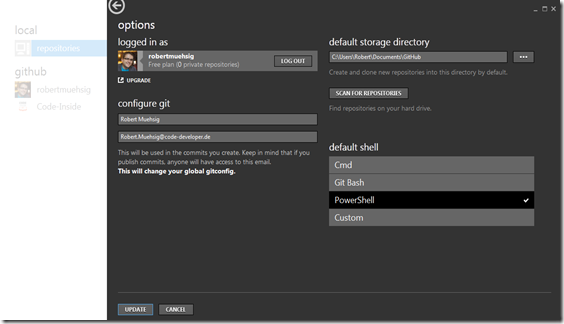 local
repositories
github
robertmuehsig
Code-Inside
options
logged in as
robertmuehsig
Free plan (0 private repositories)
LOG OUT
UPGRADE
configure git
Robert Muehsig
Robert.Muehsig@code-developer.de
This will be used in the commits you create. Keep in mind that if you
publish commits, anyone will have access to this email.
This will change your global gitconfig.
default storage directory
C:\Users\Robert\Documents\GitHub
...
Create and clone new repositories into this directory by default.
SCAN FOR REPOSITORIES
Find repositories on your hard drive.
default shell
Cmd
Git Bash
PowerShell
Custom
UPDATE
CANCEL